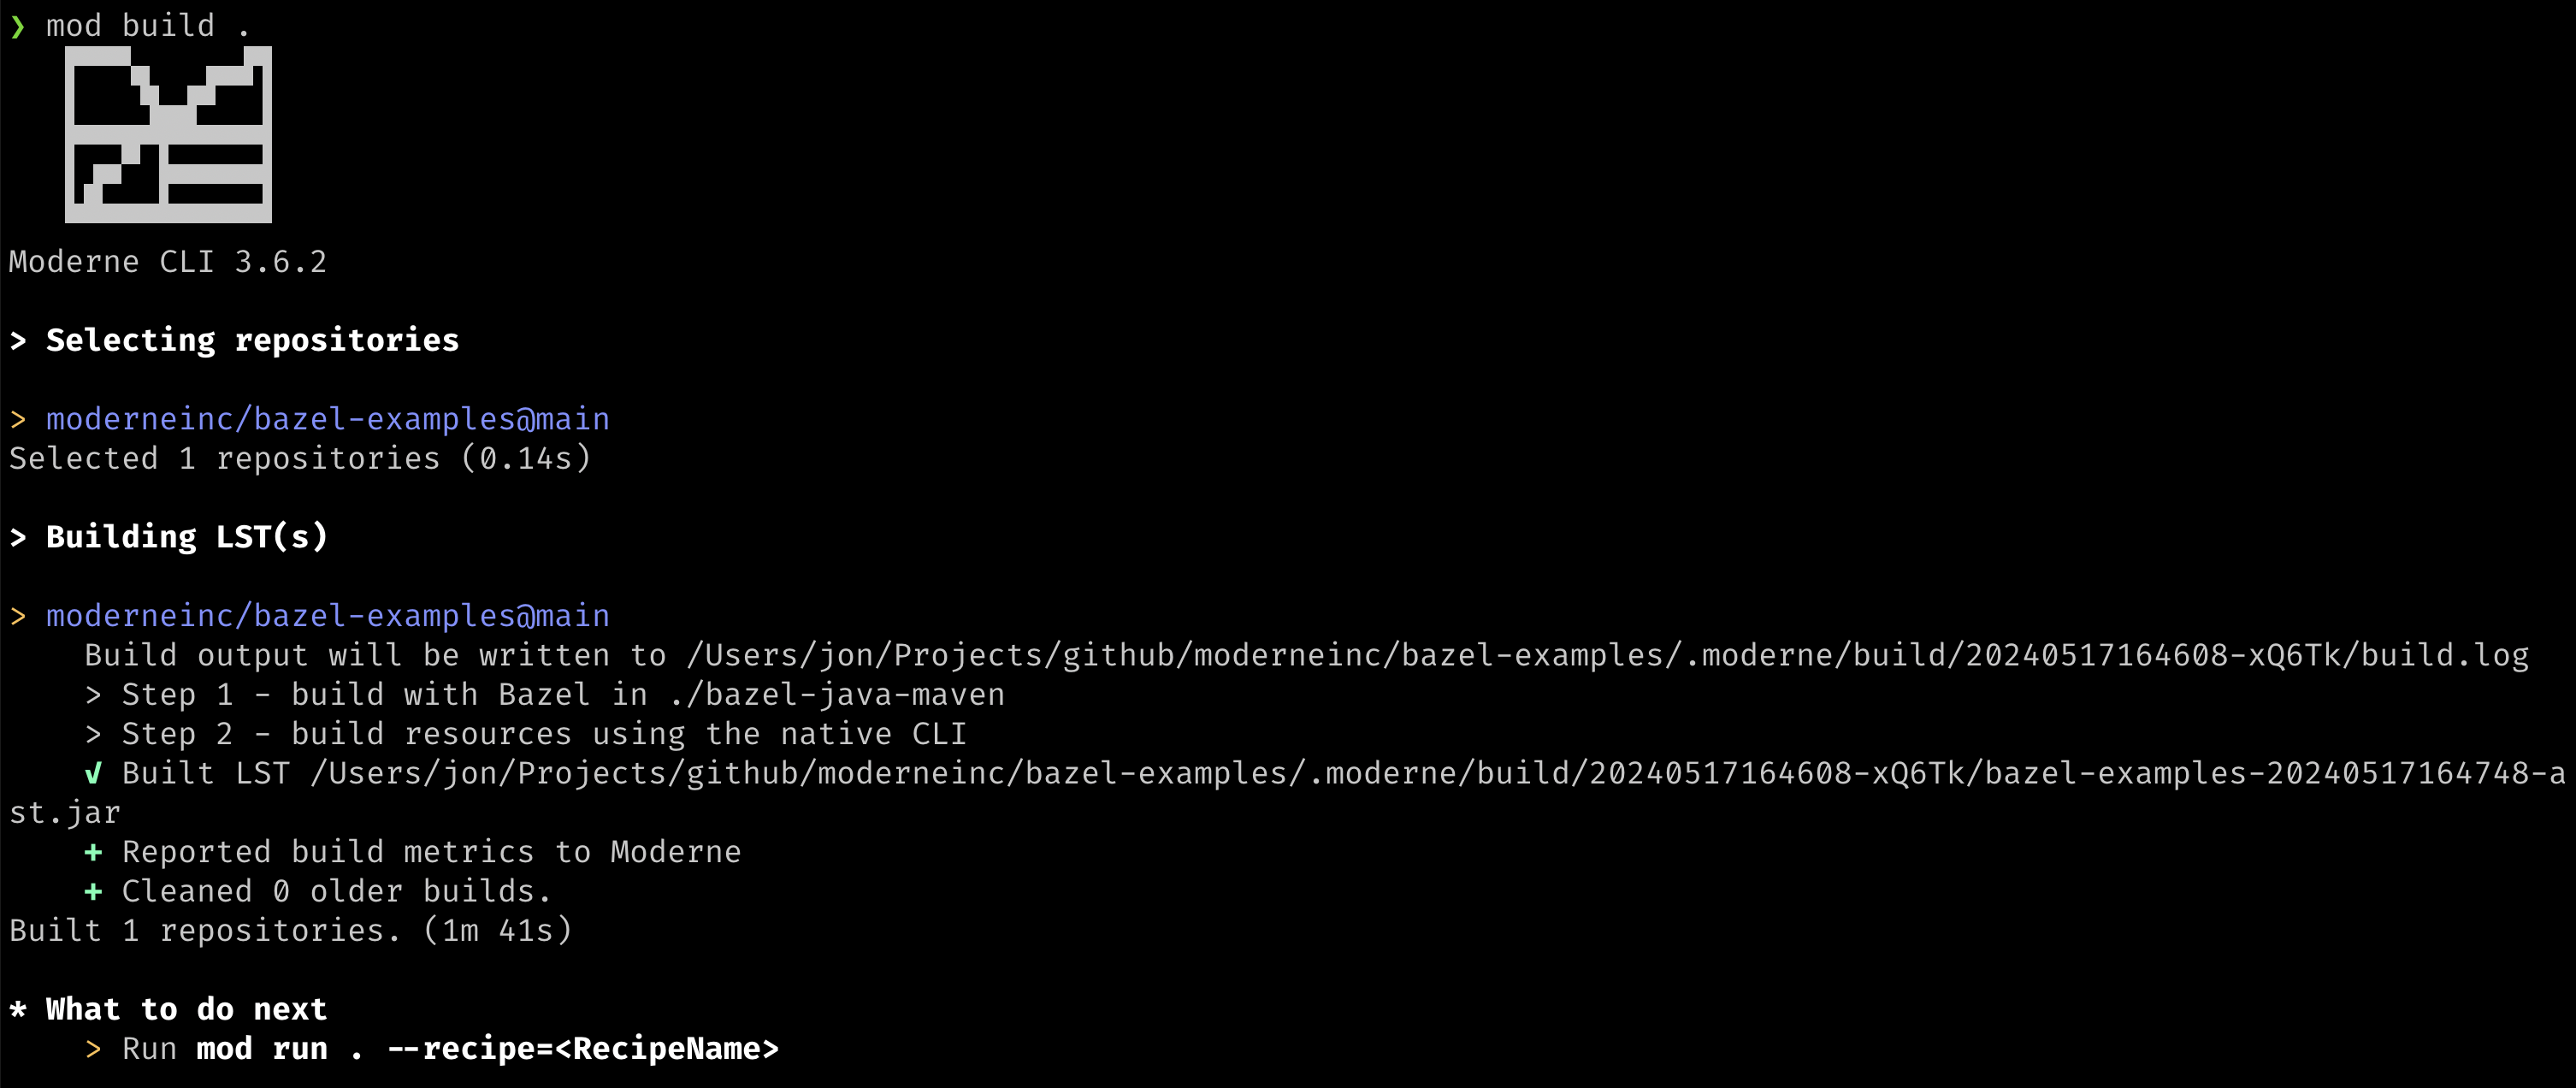 ❯ mod build .
Moderne CLI 3.6.2
> Selecting repositories
> moderneinc/bazel-examples@main
Selected 1 repositories (0.14s)
> Building LST(s)
> moderneinc/bazel-examples@main
Build output will be written to /Users/jon/Projects/github/moderneinc/bazel-examples/.moderne/build/20240517164608-xQ6Tk/build.log
> Step 1 - build with Bazel in ./bazel-java-maven
> Step 2 - build resources using the native CLI
√ Built LST /Users/jon/Projects/github/moderneinc/bazel-examples/.moderne/build/20240517164608-xQ6Tk/bazel-examples-20240517164748-a
st.jar
+ Reported build metrics to Moderne
+ Cleaned 0 older builds.
Built 1 repositories. (1m 41s)
* What to do next
> Run mod run . --recipe=<RecipeName>